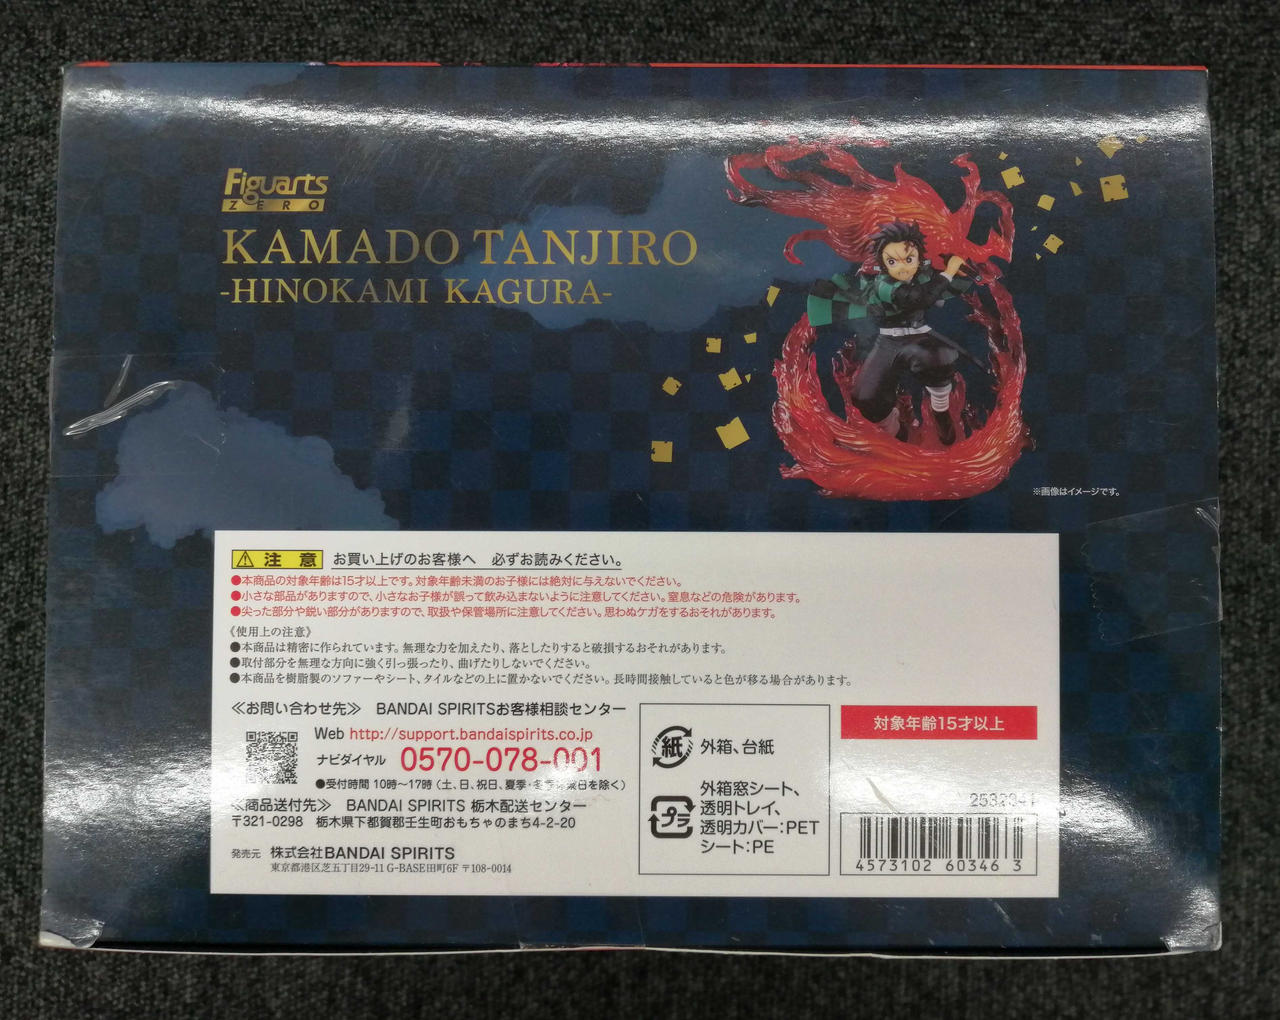 Figuarts
ZERO
KAMADO TANJIRO
-HINOKAMI KAGURA-
※画像はイメージです。
注 意 お買い上げのお客様へ 必ずお読みください。
●本商品の対象年齢は15才以上です。対象年齢未満のお子様には絶対に与えないでください。
●小さな部品がありますので、小さなお子様が誤って飲み込まないように注意してください。窒息などの危険があります。
●尖った部分や鋭い部分がありますので、取扱や保管場所に注意してください。思わぬケガをするおそれがあります。
《使用上の注意》
●本商品は精密に作られています。無理な力を加えたり、落としたりすると破損するおそれがあります。
●取付部分を無理な方向に強く引っ張ったり、曲げたりしないでください。
●本商品を樹脂製のソファーやシート、タイルなどの上に置かないでください。長時間接触していると色が移る場合があります。
≪お問い合わせ先≫ BANDAI SPIRITSお客様相談センター
Web http://support.bandaispirits.co.jp
ナビダイヤル 0570-078-001
●受付時間 10時～17時 (土、日、祝日、夏季・冬季休業日を除く)
≪商品送付先≫ BANDAI SPIRITS 栃木配送センター
〒321-0298 栃木県下都賀郡壬生町おもちゃのまち4-2-20
発売元 株式会社BANDAI SPIRITS
東京都港区芝五丁目29-11 G-BASE田町6F 〒108-0014
紙 外箱、台紙
プラ 外箱窓シート、
透明トレイ、
透明カバー:PET
シート:PE
対象年齢15才以上
2532341
4573102 603463